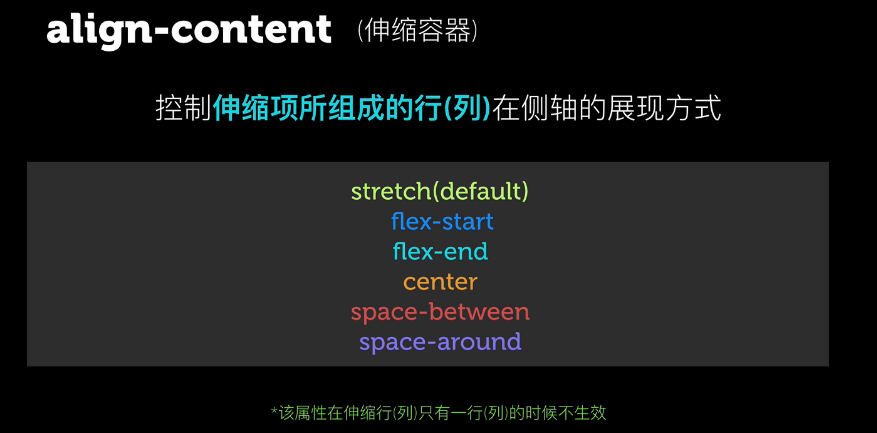 align-content (伸缩容器)
控制伸缩项所组成的行(列)在侧轴的展现方式
stretch(default)
flex-start
flex-end
center
space-between
space-around
*该属性在伸缩行(列)只有一行(列)的时候不生效